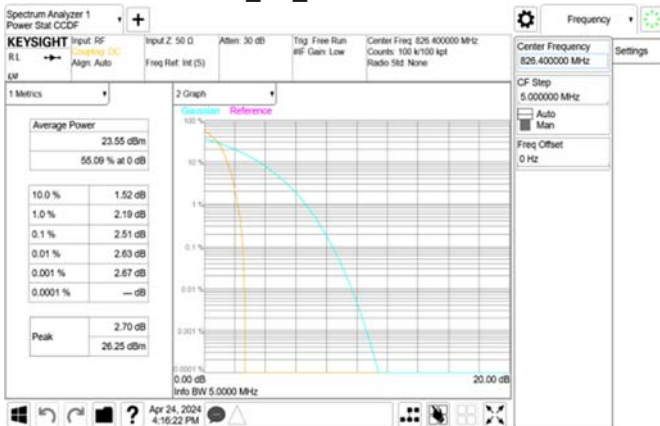 Spectrum Analyzer 1
Power Stat CCDF
Frequency
KEYSIGHT
RL
Input: RF
Coupling: DC
Align: Auto
Input Z: 50 Ω
Freq Ref: Int (S)
Atten: 30 dB
Trig: Free Run
#IF Gain: Low
Center Freq: 826.400000 MHz
Counts: 100 k/100 kpt
Radio Std: None
Center Frequency
826.400000 MHz
Settings
CF Step
5.000000 MHz
Auto
Man
Freq Offset
0 Hz
1 Metrics
Average Power
23.55 dBm
55.09 % at 0 dB
10.0 % 1.52 dB
1.0 % 2.19 dB
0.1 % 2.51 dB
0.01 % 2.63 dB
0.001 % 2.67 dB
0.0001 % --- dB
Peak
2.70 dB
26.25 dBm
2 Graph
Gaussian Reference
100 %
10 %
1 %
0.1 %
0.01 %
0.001 %
0.0001 %
0.00 dB 20.00 dB
Info BW 5.0000 MHz
Apr 24, 2024
4:16:22 PM